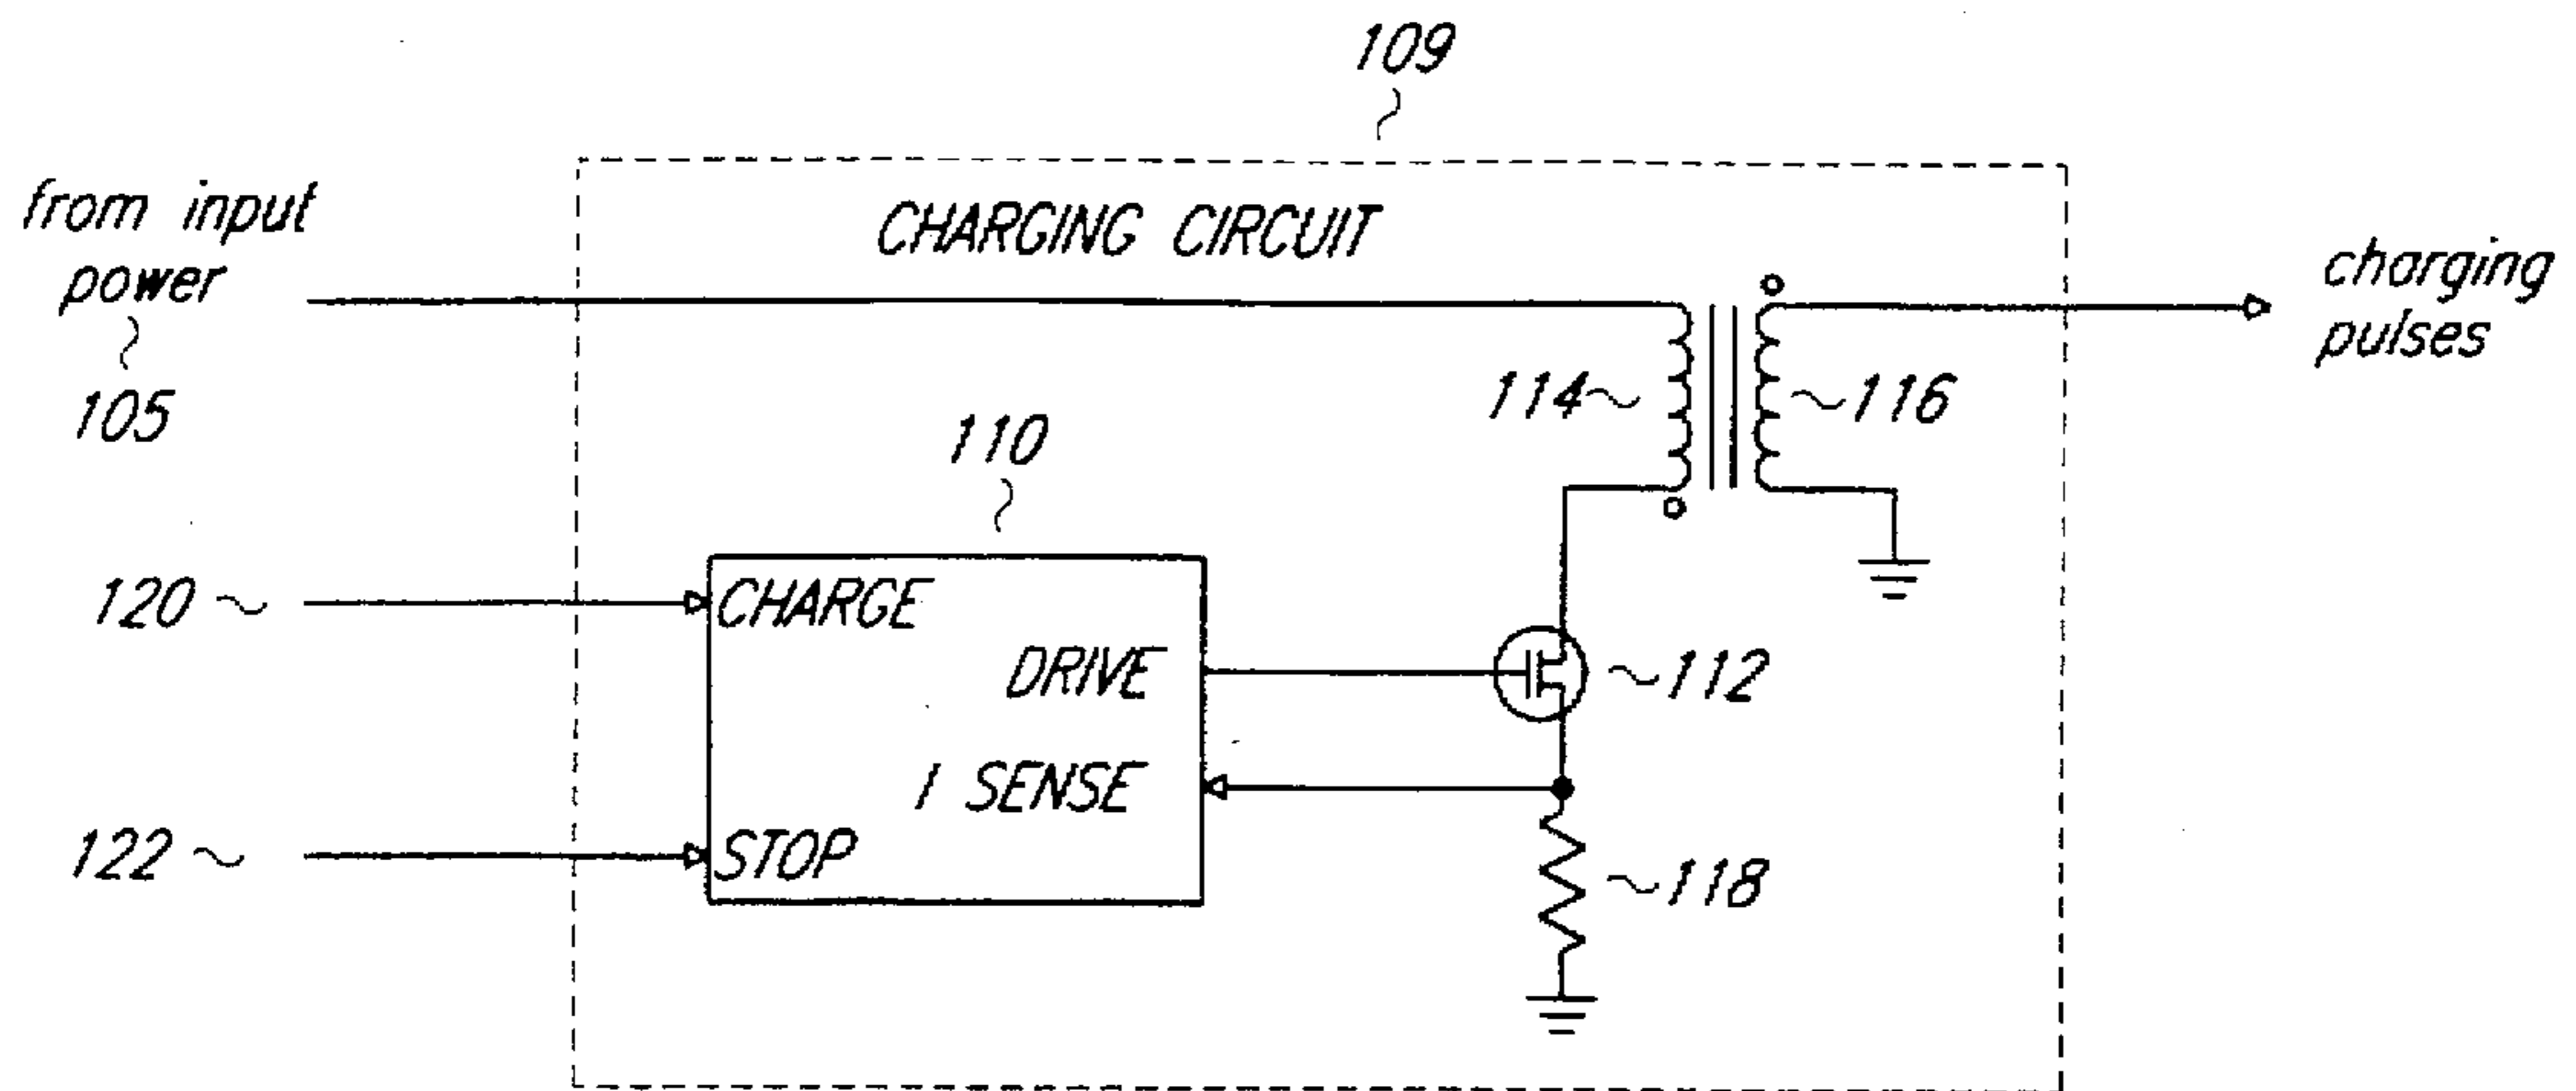 109
from input
power
105
CHARGING CIRCUIT
charging
pulses
114
116
110
120
CHARGE
DRIVE
112
I SENSE
122
STOP
118